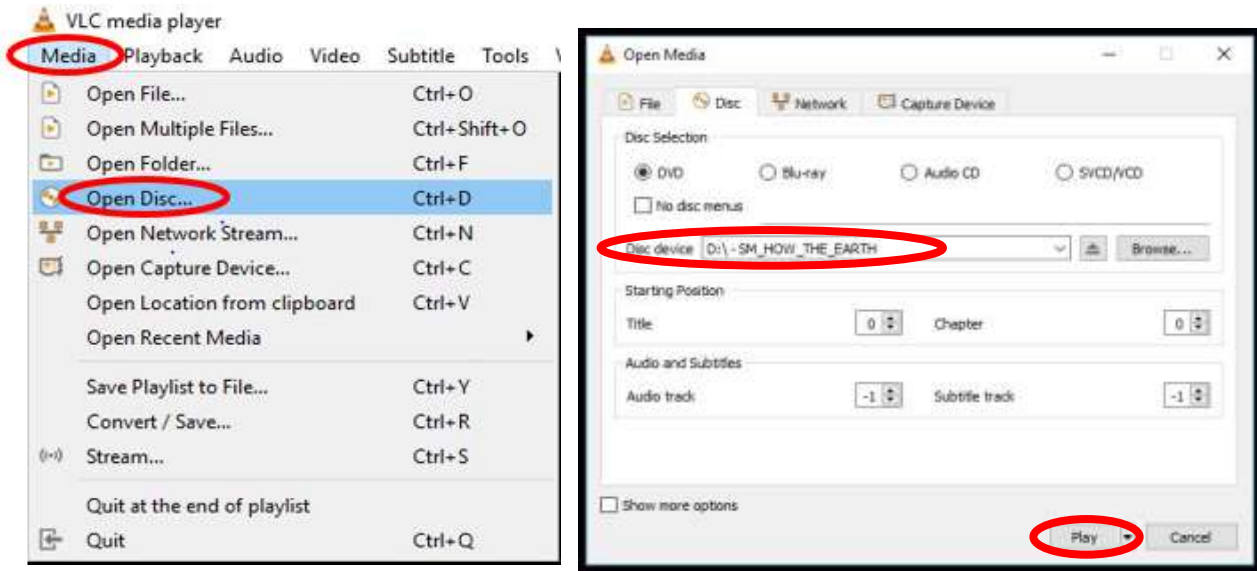 VLC media player
Media Playback Audio Video Subtitle Tools
Open File... Ctrl+O
Open Multiple Files... Ctrl+Shift+O
Open Folder... Ctrl+F
Open Disc... Ctrl+D
Open Network Stream... Ctrl+N
Open Capture Device... Ctrl+C
Open Location from clipboard Ctrl+V
Open Recent Media
Save Playlist to File... Ctrl+Y
Convert / Save... Ctrl+R
Stream... Ctrl+S
Quit at the end of playlist
Quit Ctrl+Q
Open Media
File Disc Network Capture Device
Disc Selection
DVD Blu-ray Audio CD SVCD/VCD
No disc menus
Disc device D:\ - SM_HOW_THE_EARTH Browse...
Starting Position
Title 0 Chapter 0
Audio and Subtitles
Audio track -1 Subtitle track -1
Show more options
Play Cancel